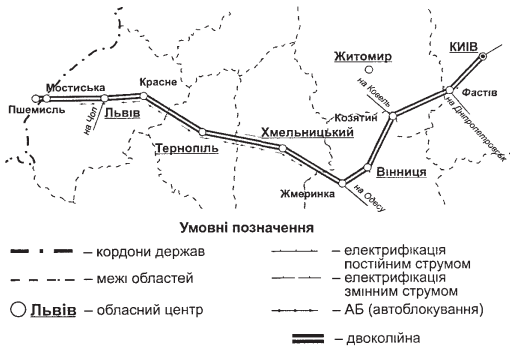 КИЇВ
Житомир
Мостиська
Красне
на Ковель
Фастів
Пшемисль
на Чоп
Львів
Козятин
на Дніпропетровськ
Хмельницький
Тернопіль
Вінниця
Жмеринка
на Одесу
Умовні позначення
– кордони держав
– межі областей
Львів – обласний центр
– електрифікація
постійним струмом
– електрифікація
змінним струмом
– АБ (автоблокування)
– двоколійна